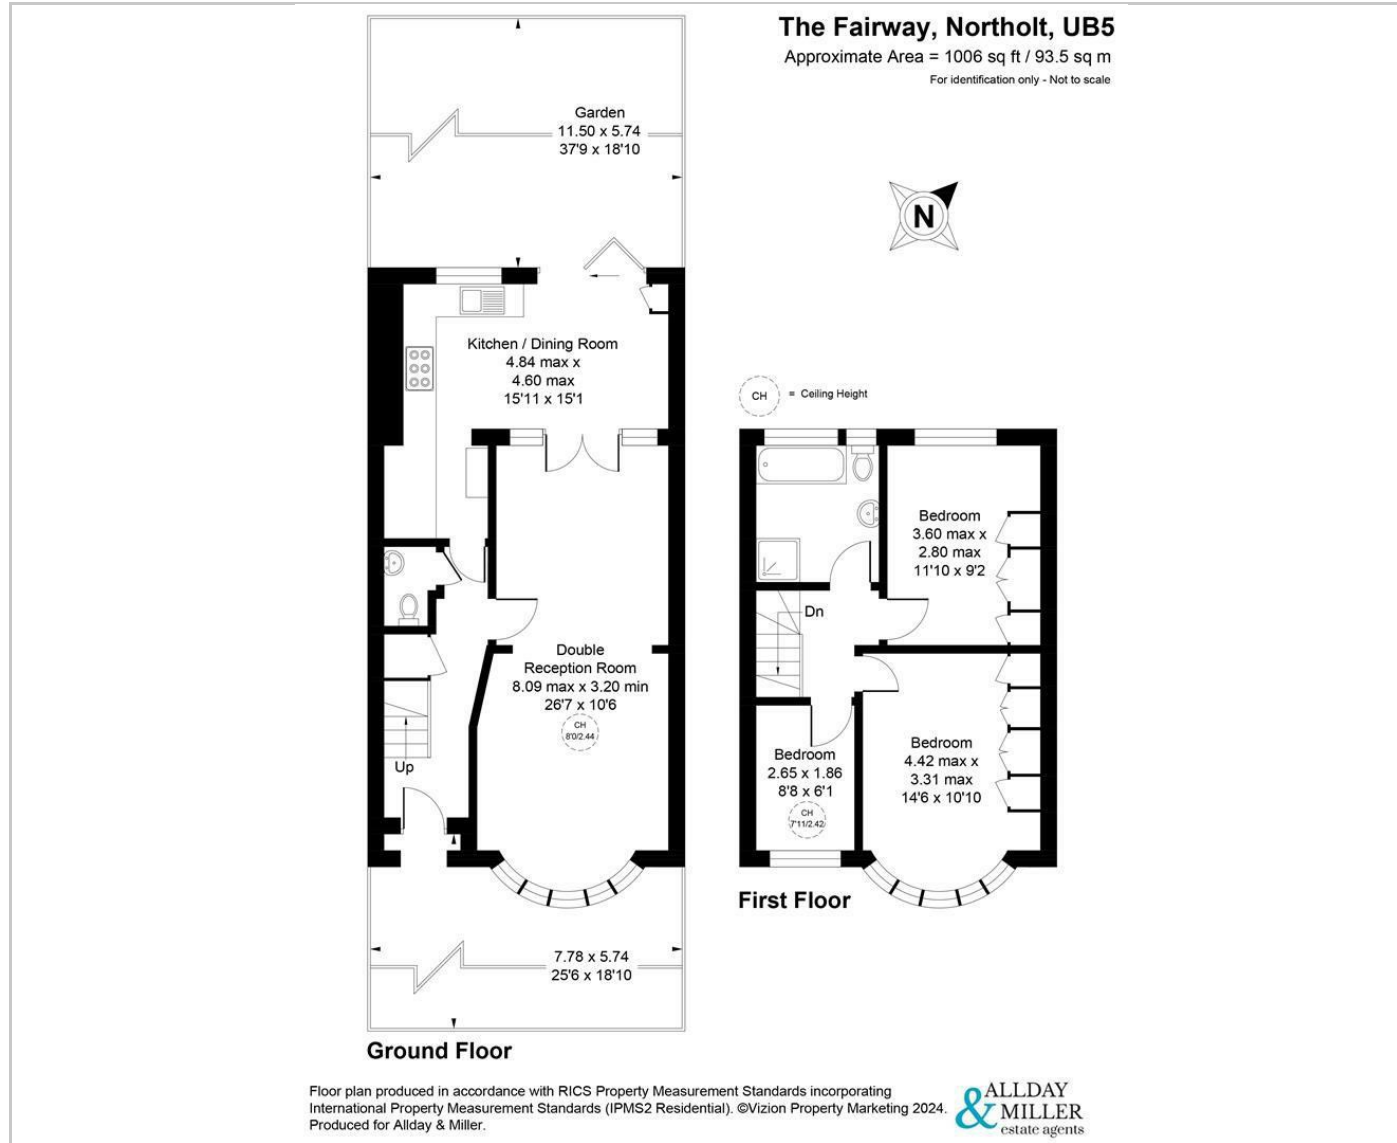 The Fairway, Northolt, UB5
Approximate Area = 1006 sq ft / 93.5 sq m
For identification only - Not to scale
Garden
11.50 x 5.74
37'9 x 18'10
N
Kitchen / Dining Room
4.84 max x
4.60 max
15'11 x 15'1
Double
Reception Room
8.09 max x 3.20 min
26'7 x 10'6
CH
8'0/2.44
Up
7.78 x 5.74
25'6 x 18'10
Ground Floor
CH = Ceiling Height
Bedroom
3.60 max x
2.80 max
11'10 x 9'2
Dn
Bedroom
4.42 max x
3.31 max
14'6 x 10'10
Bedroom
2.65 x 1.86
8'8 x 6'1
CH
7'11/2.42
First Floor
Floor plan produced in accordance with RICS Property Measurement Standards incorporating
International Property Measurement Standards (IPMS2 Residential). ©Vizion Property Marketing 2024.
Produced for Allday & Miller.
ALLDAY
& MILLER
estate agents